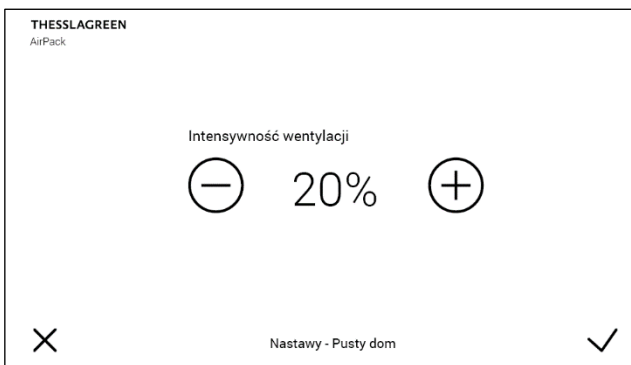 THESSLAGREEN
AirPack
Intensywność wentylacji
20%
Nastawy - Pusty dom